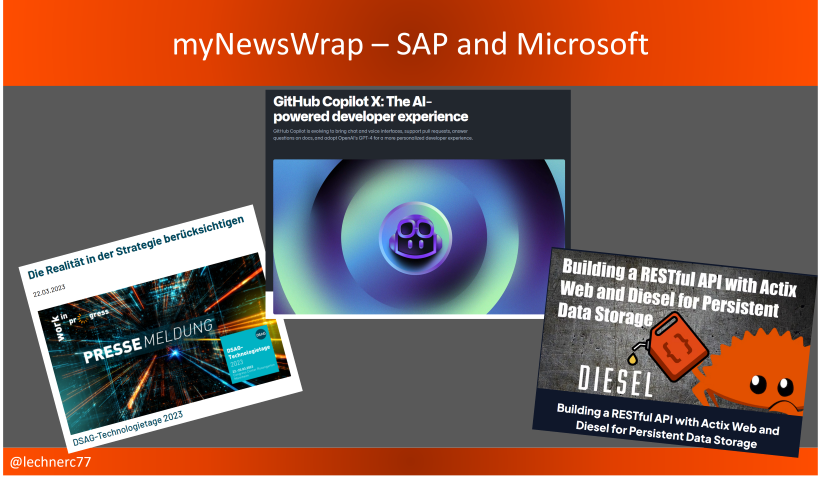 myNewsWrap – SAP and Microsoft
GitHub Copilot X: The AI-
powered developer experience
GitHub Copilot is evolving to bring chat and voice interfaces, support pull requests, answer
questions on docs, and adopt OpenAI's GPT-4 for a more personalised developer experience.
Die Realität in der Strategie berücksichtigen
22.03.2023
work in progress
PRESSEMELDUNG
DSAG-
Technologietage
2023
DSAG-Technologietage 2023
Building a RESTful API with Actix
Web and Diesel for Persistent
Data Storage
{ }
DIESEL
Building a RESTful API with Actix Web and
Diesel for Persistent Data Storage
@lechnerc77